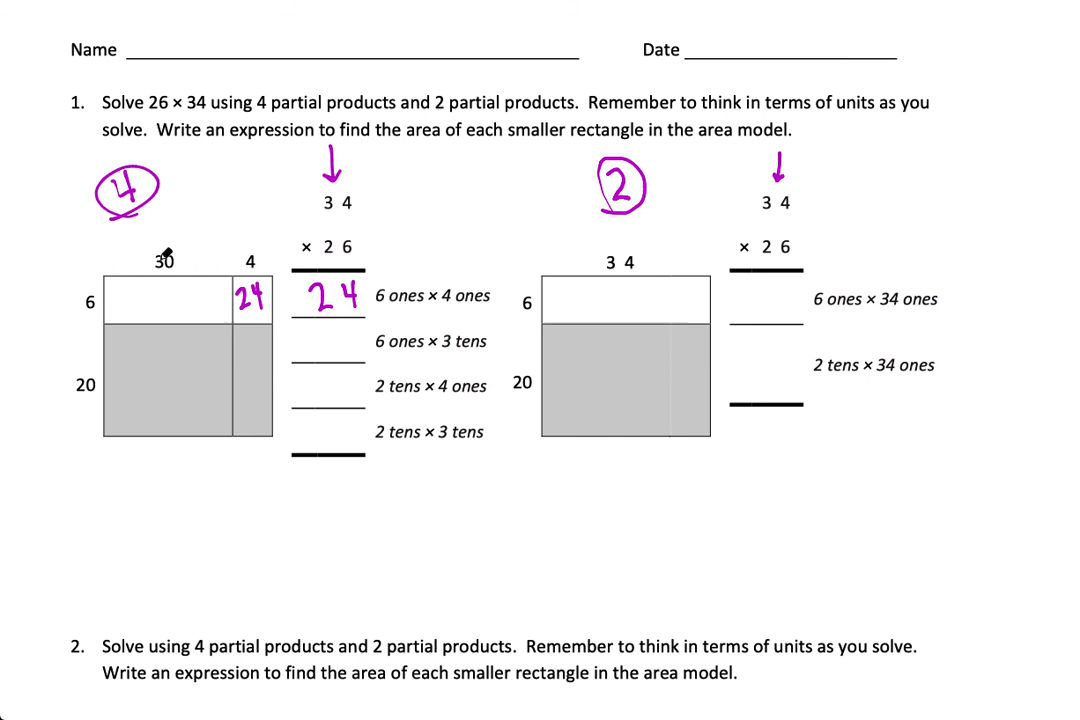 Name Date
1. Solve 26 × 34 using 4 partial products and 2 partial products. Remember to think in terms of units as you
solve. Write an expression to find the area of each smaller rectangle in the area model.
4
3 4
× 2 6
30 4
6
24
20
24
6 ones × 4 ones
6 ones × 3 tens
2 tens × 4 ones
2 tens × 3 tens
2
3 4
× 2 6
3 4
6
20
6 ones × 34 ones
2 tens × 34 ones
2. Solve using 4 partial products and 2 partial products. Remember to think in terms of units as you solve.
Write an expression to find the area of each smaller rectangle in the area model.